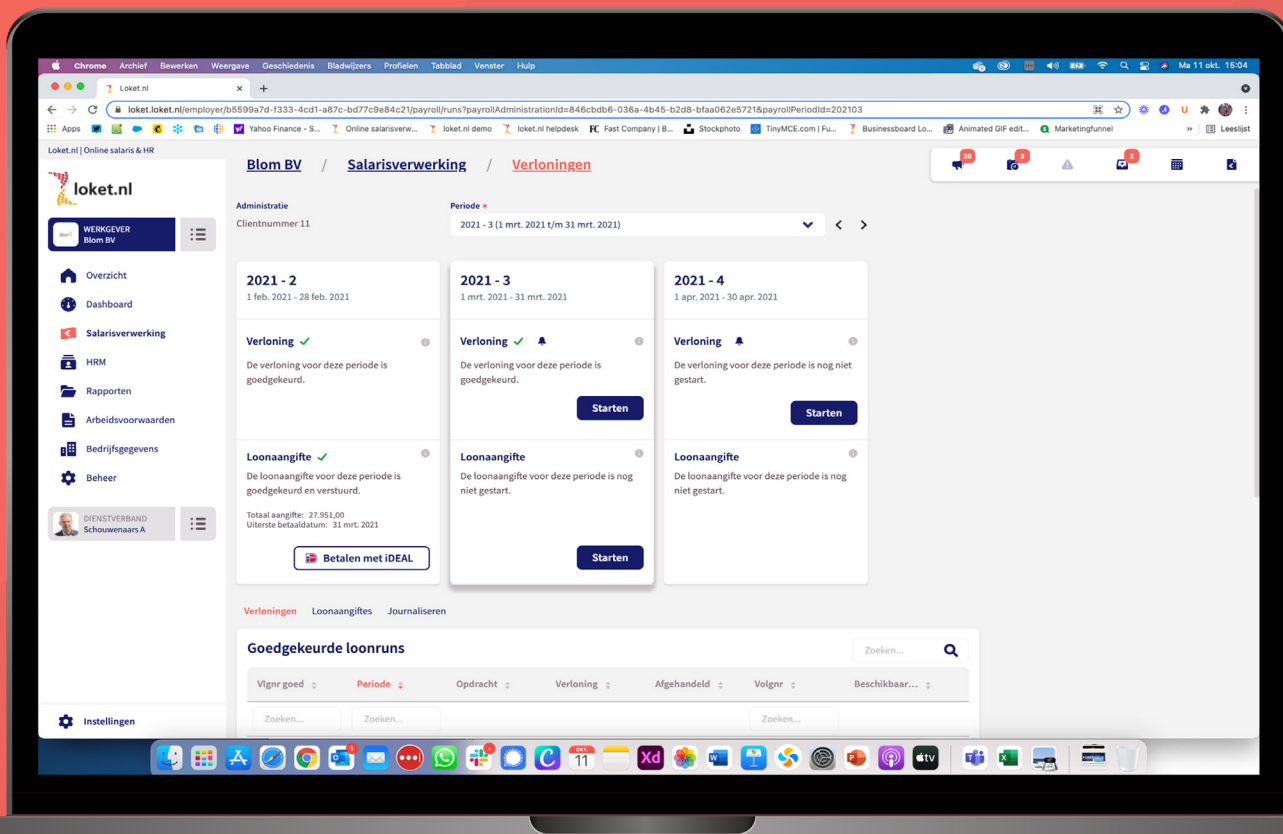 Chrome Archief Bewerken Weergave Geschiedenis Bladwijzers Profielen Tabblad Venster Hulp
Ma 11 okt. 15:04
Loket.nl
loket.loket.nl/employer/b5599a7d-f333-4cd1-a87c-bd77c9e84c21/payroll/runs?payrollAdministrationId=846cbdb6-036a-4b45-b2d8-bfaa062e5721&payrollPeriodId=202103
Apps Yahoo Finance - S... Online salarisverw... loket.nl demo loket.nl helpdesk FC Fast Company | B... Stockphoto TinyMCE.com | Fu... Businessboard Lo... Animated GIF edit... Marketingfunnel » Leeslijst
Loket.nl | Online salaris & HR
loket.nl
Blom BV / Salarisverwerking / Verloningen
20 3 2
WERKGEVER
Blom BV
Overzicht
Dashboard
Salarisverwerking
HRM
Rapporten
Arbeidsvoorwaarden
Bedrijfsgegevens
Beheer
DIENSTVERBAND
Schouwenaars A
Instellingen
Administratie
Clientnummer 11
Periode *
2021 - 3 (1 mrt. 2021 t/m 31 mrt. 2021)
2021 - 2
1 feb. 2021 - 28 feb. 2021
Verloning
De verloning voor deze periode is
goedgekeurd.
Loonaangifte
De loonaangifte voor deze periode is
goedgekeurd en verstuurd.
Totaal aangifte: 27.951,00
Uiterste betaaldatum: 31 mrt. 2021
Betalen met iDEAL
2021 - 3
1 mrt. 2021 - 31 mrt. 2021
Verloning
De verloning voor deze periode is
goedgekeurd.
Starten
Loonaangifte
De loonaangifte voor deze periode is nog
niet gestart.
Starten
2021 - 4
1 apr. 2021 - 30 apr. 2021
Verloning
De verloning voor deze periode is nog niet
gestart.
Starten
Loonaangifte
De loonaangifte voor deze periode is nog
niet gestart.
Verloningen Loonaangiftes Journaliseren
Goedgekeurde loonruns
Zoeken...
Vlgnr goed Periode Opdracht Verloning Afgehandeld Volgnr Beschikbaar...
Zoeken... Zoeken... Zoeken...
1
OKT.
11
Xd
tv